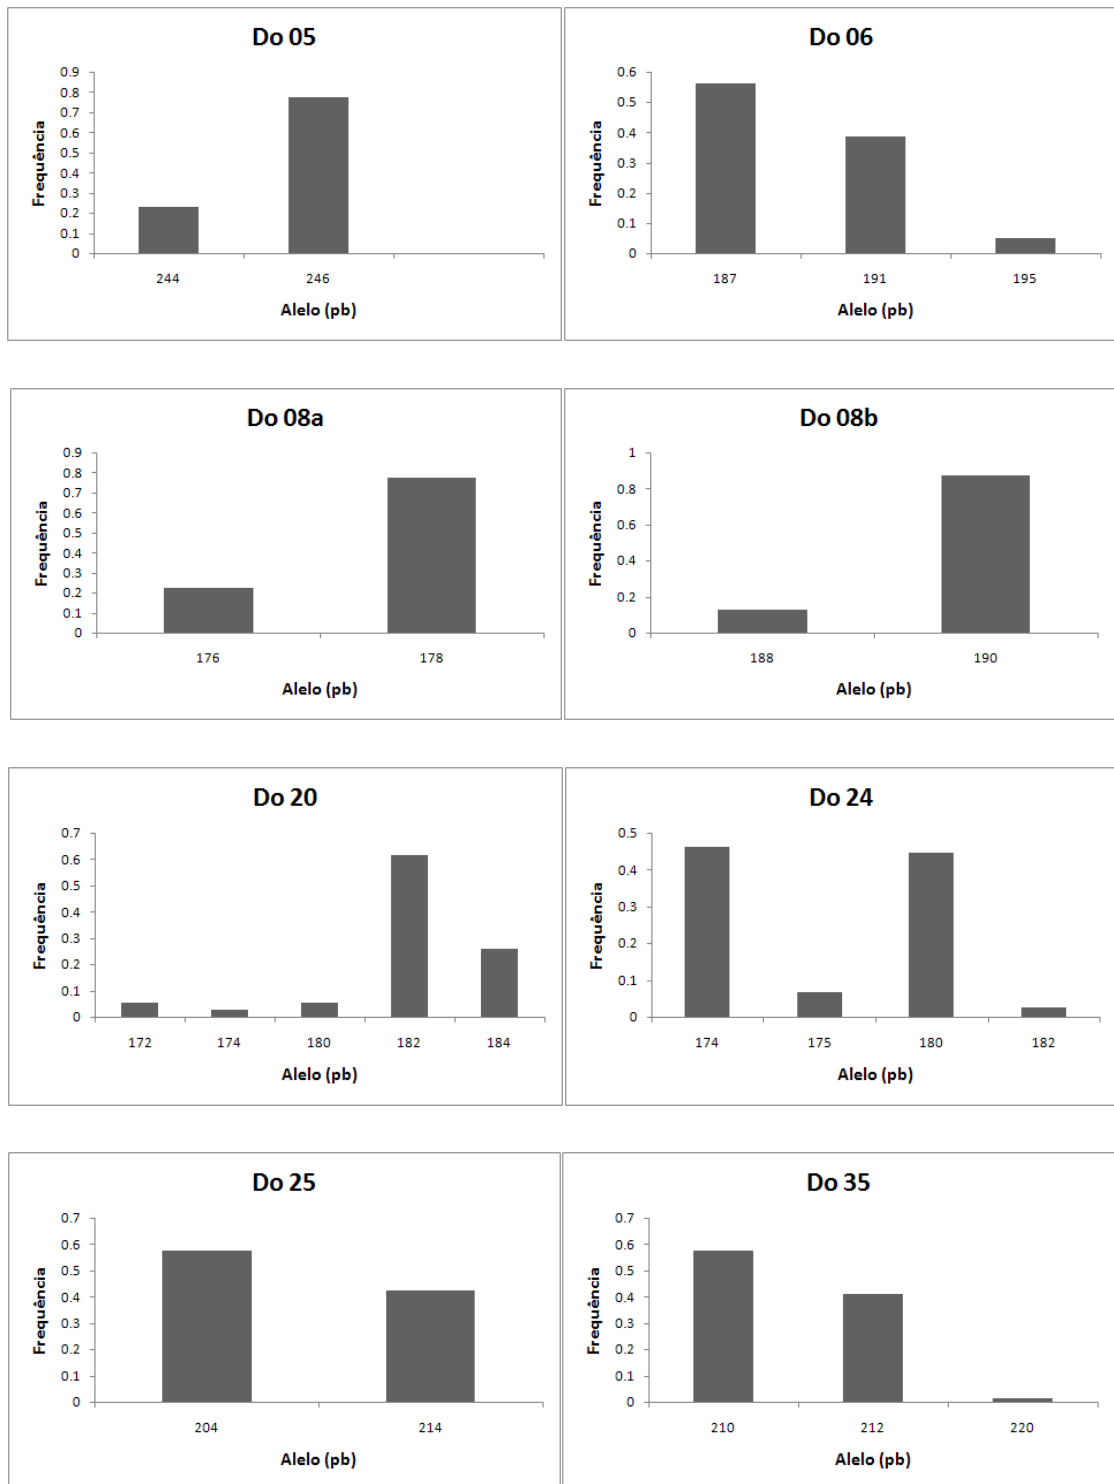 Do 05
0.9
0.8
0.7
0.6
0.5
0.4
0.3
0.2
0.1
0
Frequência
244 246
Alelo (pb)
Do 06
0.6
0.5
0.4
0.3
0.2
0.1
0
Frequência
187 191 195
Alelo (pb)
Do 08a
0.9
0.8
0.7
0.6
0.5
0.4
0.3
0.2
0.1
0
Frequência
176 178
Alelo (pb)
Do 08b
1
0.8
0.6
0.4
0.2
0
Frequência
188 190
Alelo (pb)
Do 20
0.7
0.6
0.5
0.4
0.3
0.2
0.1
0
Frequência
172 174 180 182 184
Alelo (pb)
Do 24
0.5
0.4
0.3
0.2
0.1
0
Frequência
174 175 180 182
Alelo (pb)
Do 25
0.7
0.6
0.5
0.4
0.3
0.2
0.1
0
Frequência
204 214
Alelo (pb)
Do 35
0.7
0.6
0.5
0.4
0.3
0.2
0.1
0
Frequência
210 212 220
Alelo (pb)